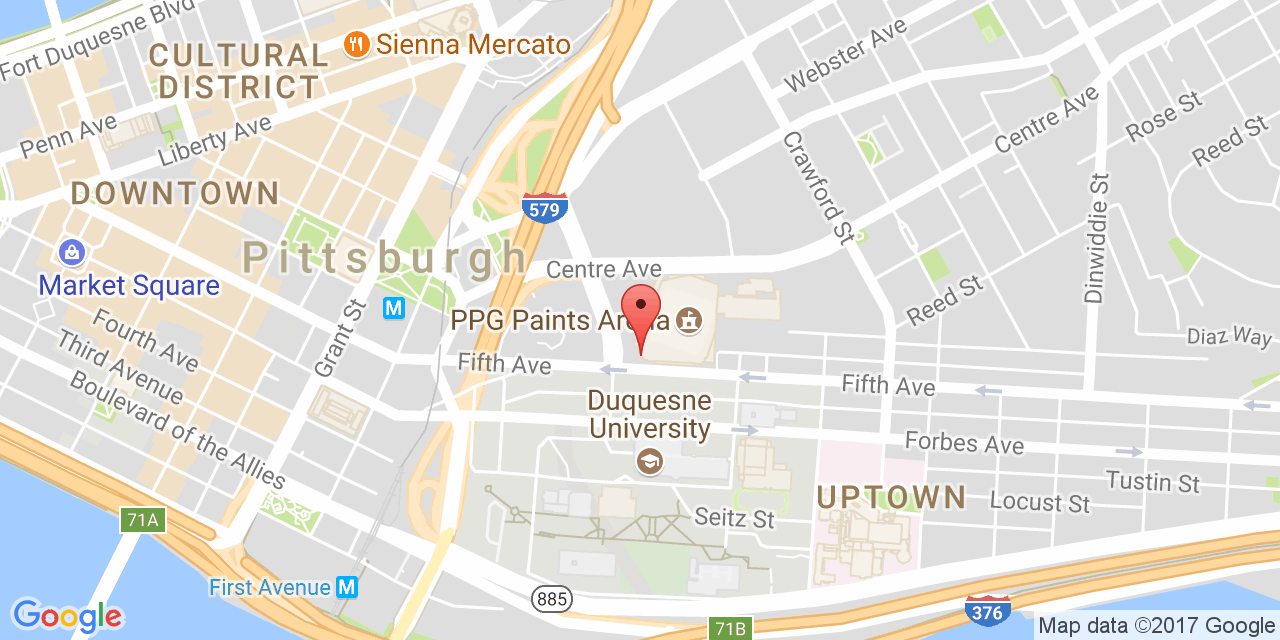 Fort Duquesne Blvd
CULTURAL
DISTRICT
Sienna Mercato
Webster Ave
Penn Ave
Liberty Ave
Centre Ave
Rose St
Reed St
Crawford St
DOWNTOWN
579
Dinwiddie St
Pittsburgh
Market Square
Centre Ave
M
Reed St
Grant St
PPG Paints Arena
Fourth Ave
Third Avenue
Boulevard of the Allies
Diaz Way
Fifth Ave
Fifth Ave
Duquesne
University
Forbes Ave
Tustin St
UPTOWN
Locust St
Seitz St
71A
First Avenue M
885
376
71B
Google
Map data ©2017 Google